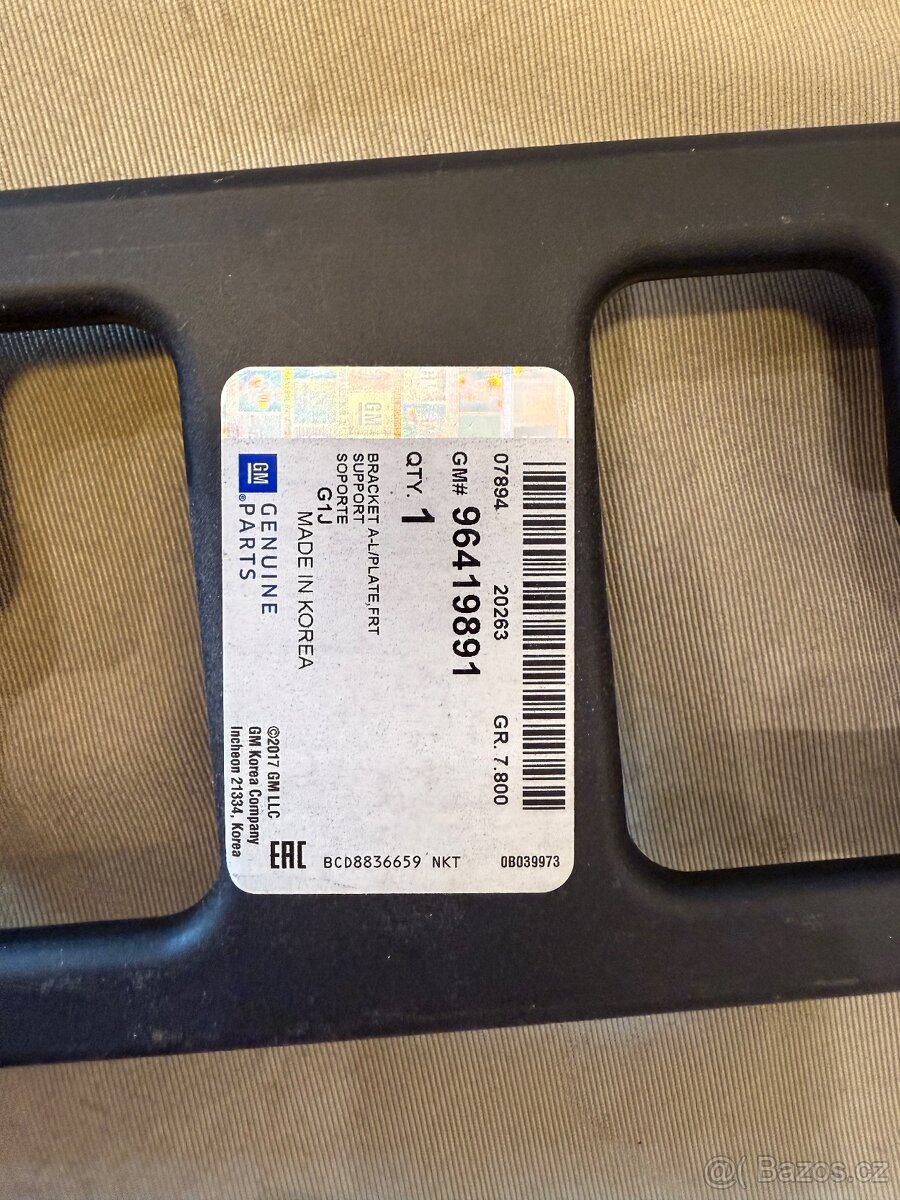 07894 20263 GR. 7.800
GM# 96419891
QTY. 1
BRACKET A-L/PLATE,FRT
SUPPORT
SOPORTE
G1J
MADE IN KOREA
GM
GENUINE
PARTS
®
©2017 GM LLC
GM Korea Company
Incheon 21334, Korea
EAC
BCD8836659 NKT
0B039973
GM
@( Bazos.cz